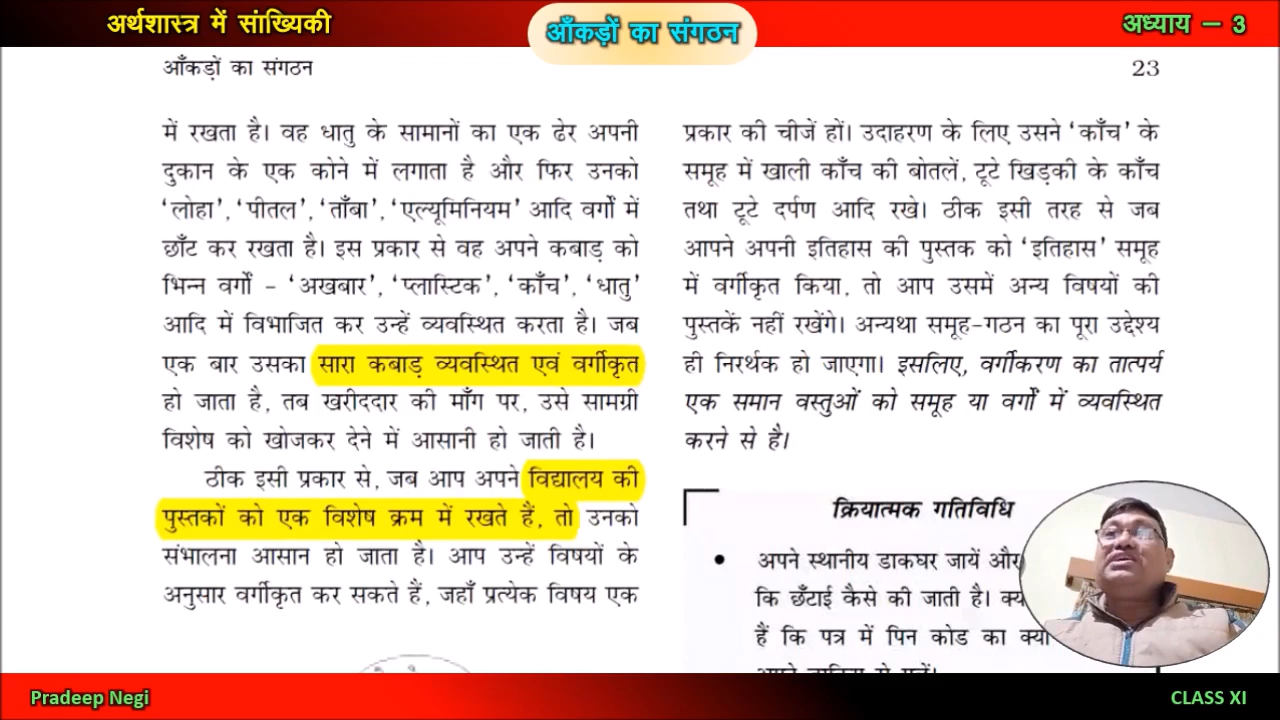 अर्थशास्त्र में सांख्यिकी
आँकड़ों का संगठन
अध्याय – 3
आँकड़ों का संगठन
23
में रखता है। वह धातु के सामानों का एक ढेर अपनी
दुकान के एक कोने में लगाता है और फिर उनको
‘लोहा’, ‘पीतल’, ‘ताँबा’, ‘एल्यूमिनियम’ आदि वर्गों में
छाँट कर रखता है। इस प्रकार से वह अपने कबाड़ को
भिन्न वर्गों – ‘अखबार’, ‘प्लास्टिक’, ‘काँच’, ‘धातु’
आदि में विभाजित कर उन्हें व्यवस्थित करता है। जब
एक बार उसका सारा कबाड़ व्यवस्थित एवं वर्गीकृत
हो जाता है, तब खरीददार की माँग पर, उसे सामग्री
विशेष को खोजकर देने में आसानी हो जाती है।
ठीक इसी प्रकार से, जब आप अपने विद्यालय की
पुस्तकों को एक विशेष क्रम में रखते हैं, तो उनको
संभालना आसान हो जाता है। आप उन्हें विषयों के
अनुसार वर्गीकृत कर सकते हैं, जहाँ प्रत्येक विषय एक
प्रकार की चीजें हों। उदाहरण के लिए उसने ‘काँच’ के
समूह में खाली काँच की बोतलें, टूटे खिड़की के काँच
तथा टूटे दर्पण आदि रखे। ठीक इसी तरह से जब
आपने अपनी इतिहास की पुस्तक को ‘इतिहास’ समूह
में वर्गीकृत किया, तो आप उसमें अन्य विषयों की
पुस्तकें नहीं रखेंगे। अन्यथा समूह-गठन का पूरा उद्देश्य
ही निरर्थक हो जाएगा। इसलिए, वर्गीकरण का तात्पर्य
एक समान वस्तुओं को समूह या वर्गों में व्यवस्थित
करने से है।
क्रियात्मक गतिविधि
• अपने स्थानीय डाकघर जायें और
कि छँटाई कैसे की जाती है।
हैं कि पत्र में पिन कोड का
Pradeep Negi
CLASS XI